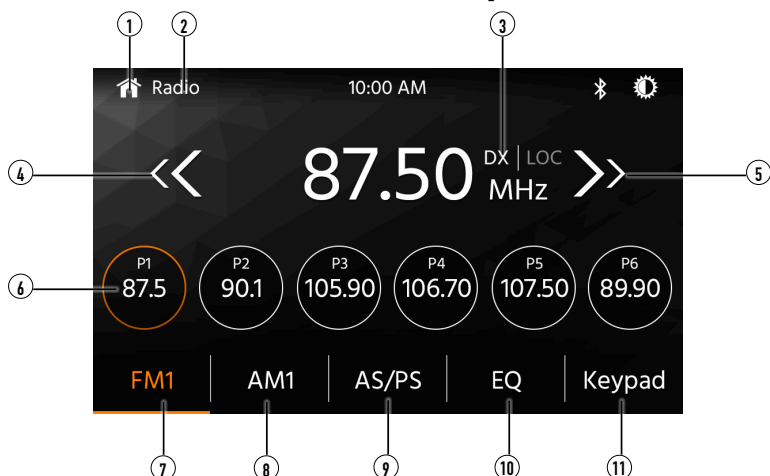 1 2 3
Radio 10:00 AM
87.50 DX | LOC
MHz
4 5
P1 P2 P3 P4 P5 P6
87.5 90.1 105.90 106.70 107.50 89.90
6
FM1 AM1 AS/PS EQ Keypad
7 8 9 10 11